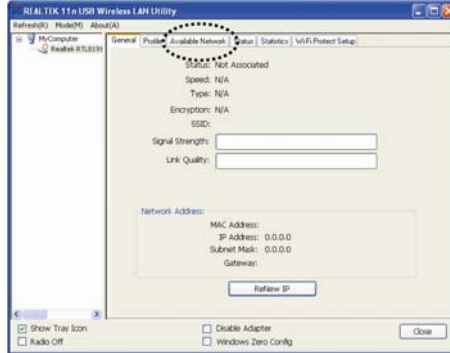 REALTEK 11n USB Wireless LAN Utility
Refresh(R) Mode(M) About(A)
MyComputer
Realtek RTL8191
General Profile Available Network Status Statistics Wi-Fi Protect Setup
Status: Not Associated
Speed: N/A
Type: N/A
Encryption: N/A
SSID:
Signal Strength:
Link Quality:
Network Address:
MAC Address:
IP Address: 0.0.0.0
Subnet Mask: 0.0.0.0
Gateway:
ReNew IP
Show Tray Icon
Radio Off
Disable Adapter
Windows Zero Config
Close